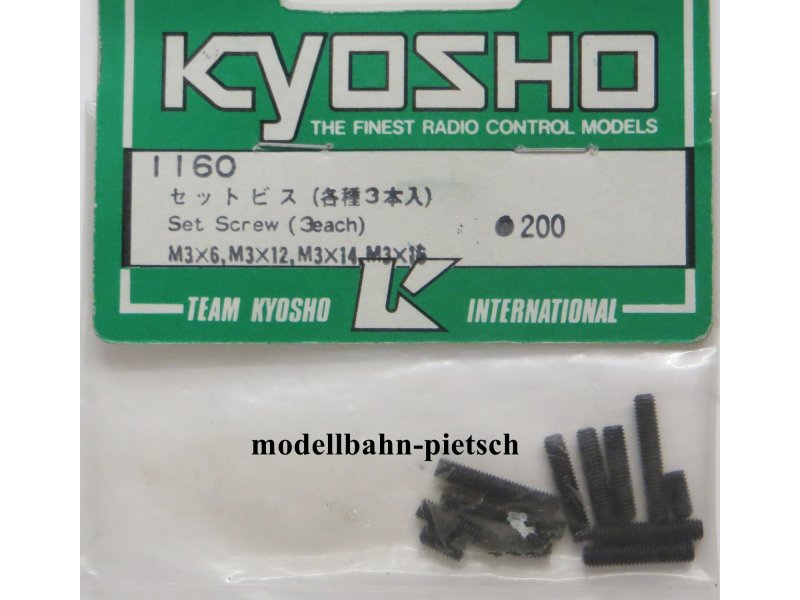 KYOSHO
THE FINEST RADIO CONTROL MODELS
1160
セットビス(各種3本入)
Set Screw (3each)
●200
M3×6, M3×12, M3×14, M3×
TEAM KYOSHO
INTERNATIONAL
modellbahn-pietsch